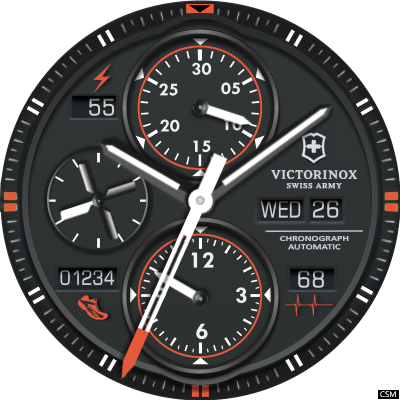 30
25 05
55
20 10
15
VICTORINOX
SWISS ARMY
WED 26
CHRONOGRAPH
AUTOMATIC
12
01234 68
3
6
CSM